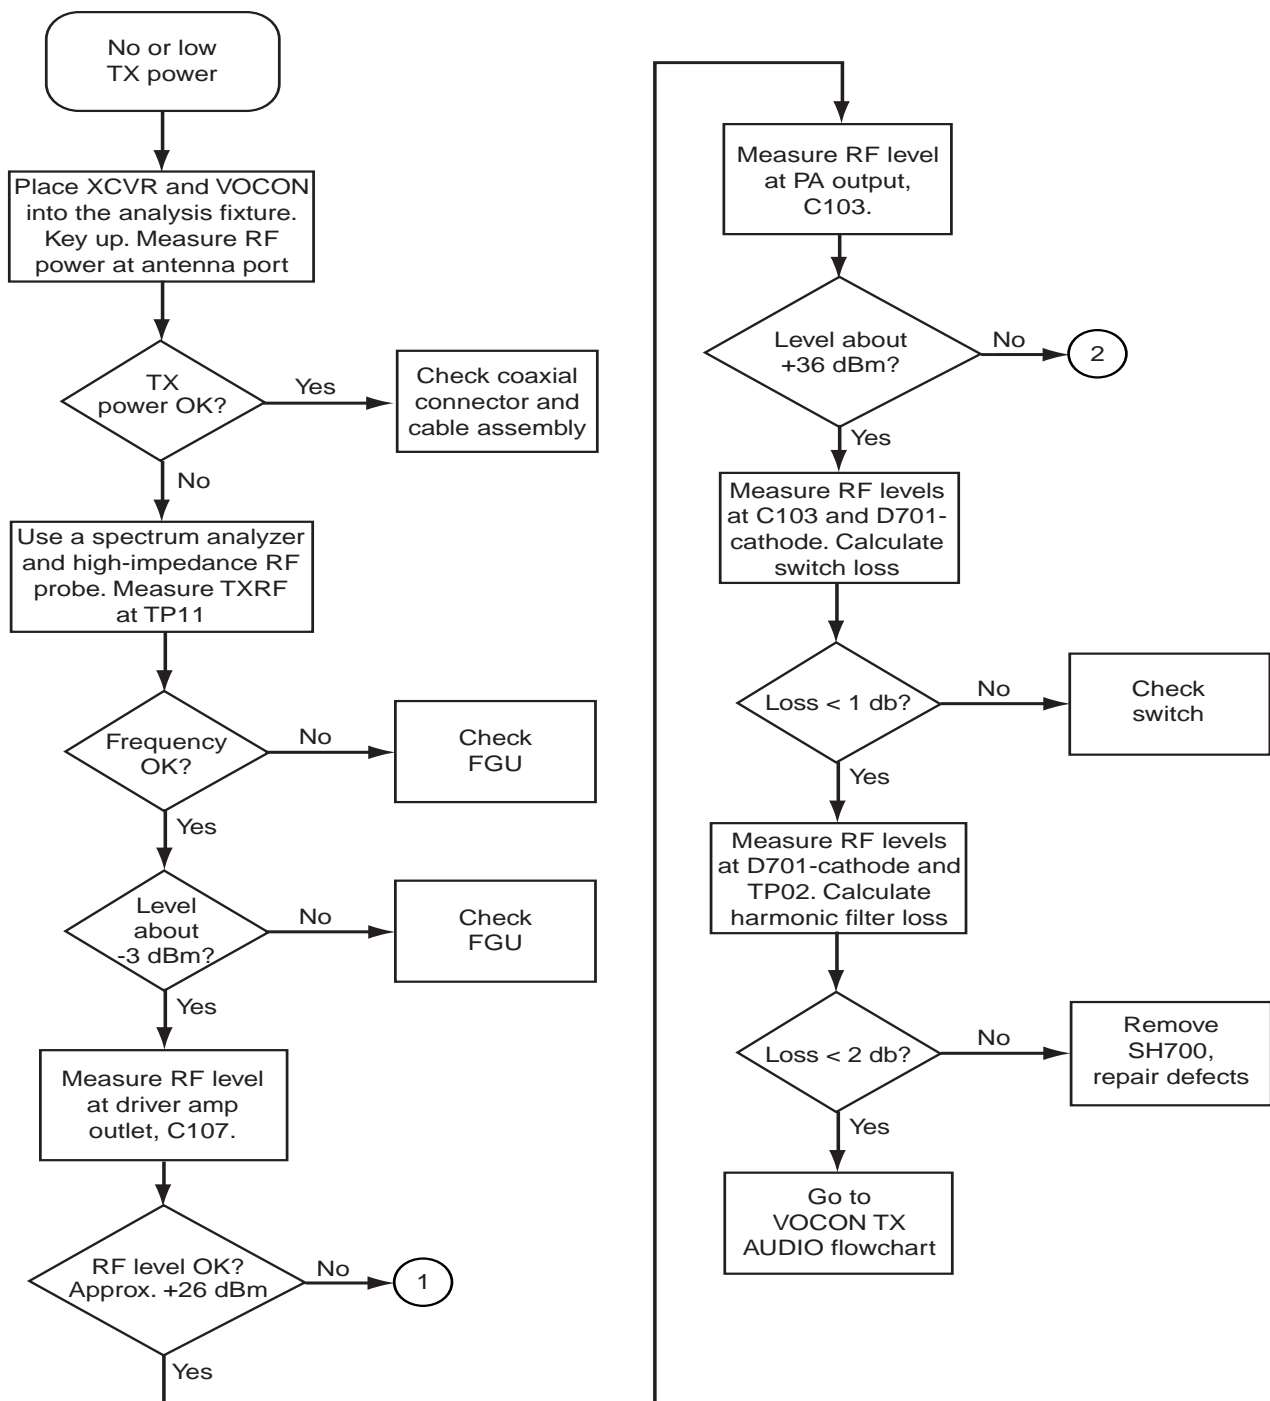 No or low
TX power
Place XCVR and VOCON
into the analysis fixture.
Key up. Measure RF
power at antenna port
TX
power OK?
Yes
Check coaxial
connector and
cable assembly
No
Use a spectrum analyzer
and high-impedance RF
probe. Measure TXRF
at TP11
Frequency
OK?
No
Check
FGU
Yes
Level
about
-3 dBm?
No
Check
FGU
Yes
Measure RF level
at driver amp
outlet, C107.
RF level OK?
Approx. +26 dBm
No
1
Yes
Measure RF level
at PA output,
C103.
Level about
+36 dBm?
No
2
Yes
Measure RF levels
at C103 and D701-
cathode. Calculate
switch loss
Loss < 1 db?
No
Check
switch
Yes
Measure RF levels
at D701-cathode and
TP02. Calculate
harmonic filter loss
Loss < 2 db?
No
Remove
SH700,
repair defects
Yes
Go to
VOCON TX
AUDIO flowchart